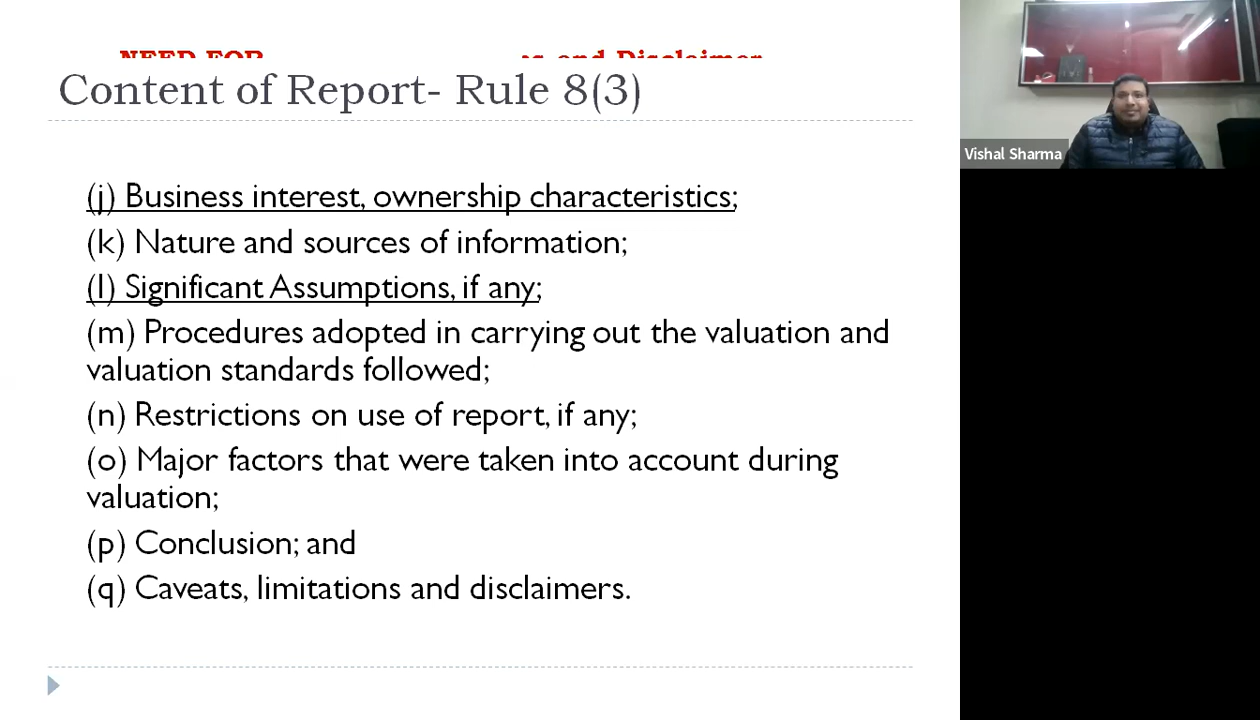 NEED FOR and Disclaimer
Content of Report- Rule 8(3)
(j) Business interest, ownership characteristics;
(k) Nature and sources of information;
(l) Significant Assumptions, if any;
(m) Procedures adopted in carrying out the valuation and
valuation standards followed;
(n) Restrictions on use of report, if any;
(o) Major factors that were taken into account during
valuation;
(p) Conclusion; and
(q) Caveats, limitations and disclaimers.
Vishal Sharma